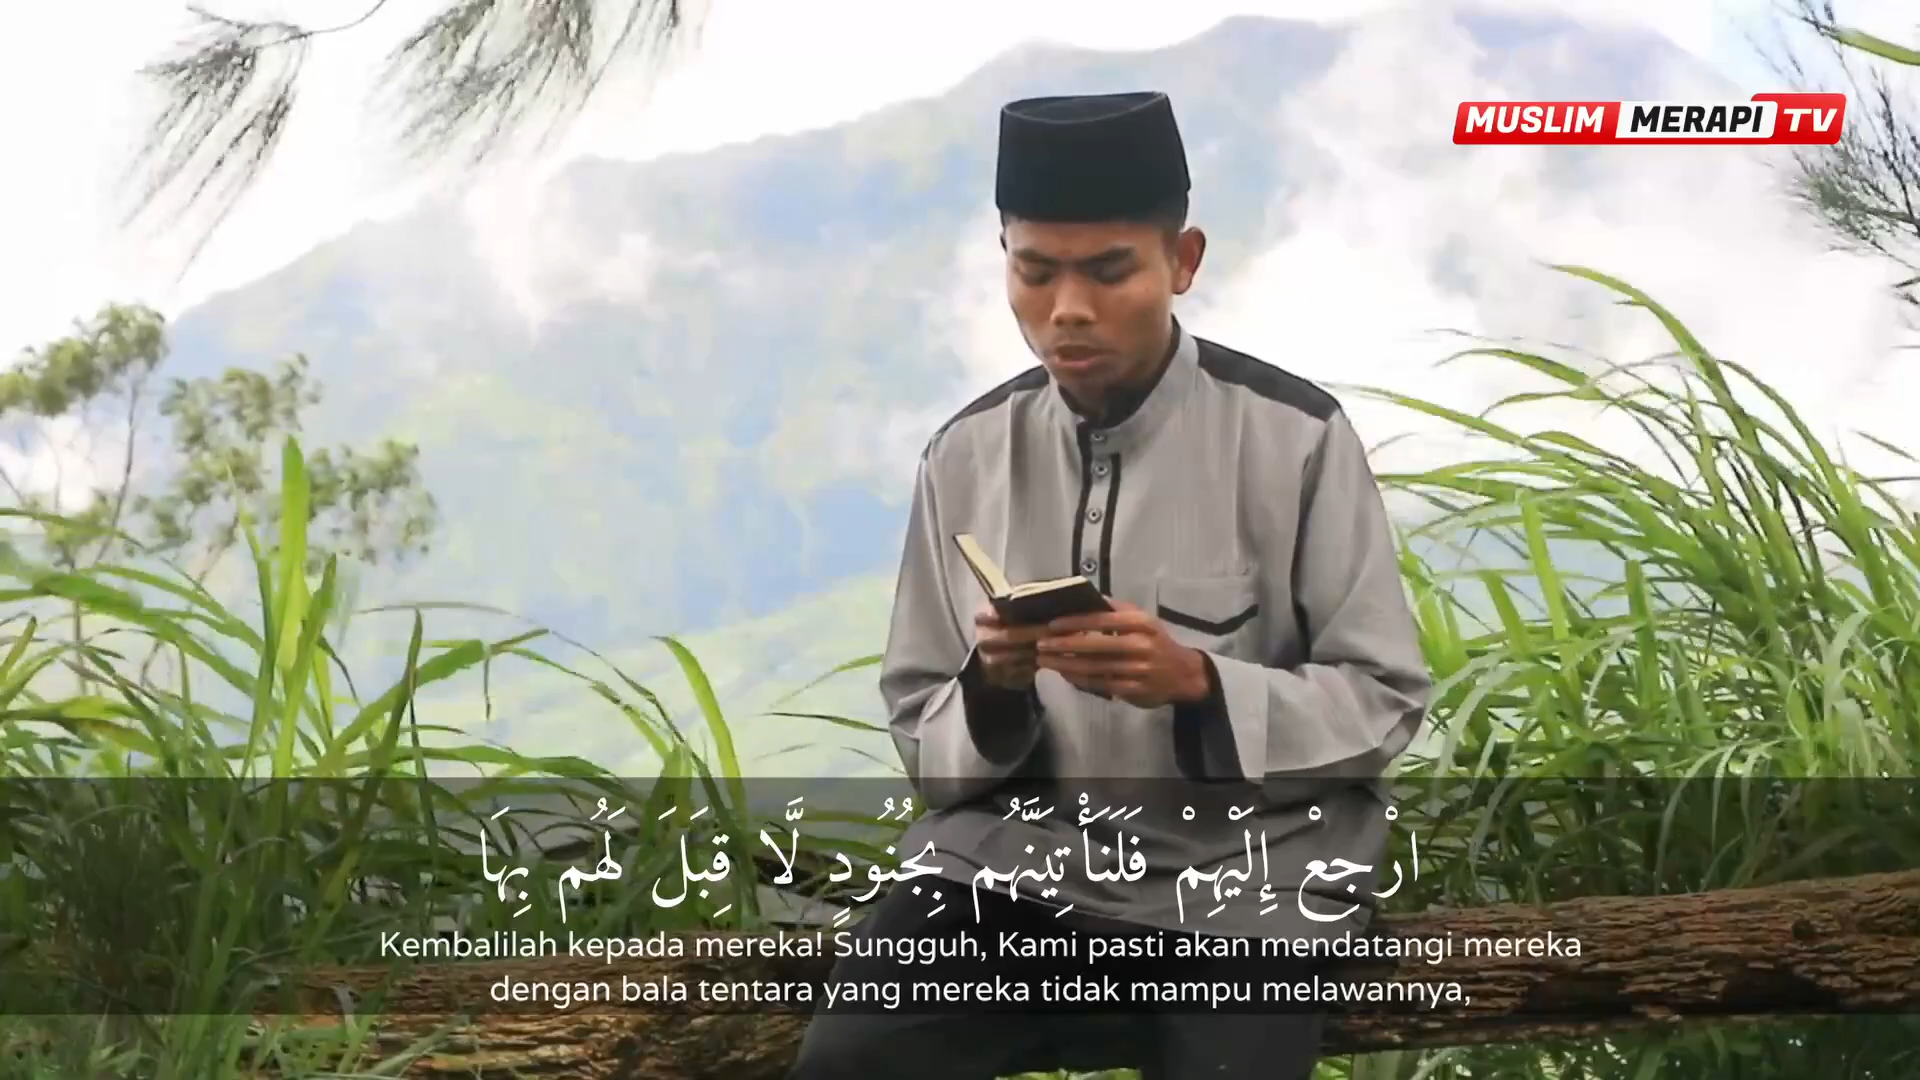 MUSLIM MERAPI TV
ارْجِعْ إِلَيْهِمْ فَلَنَأْتِيَنَّهُم بِجُنُودٍ لَّا قِبَلَ لَهُم بِهَا
Kembalilah kepada mereka! Sungguh, Kami pasti akan mendatangi mereka
dengan bala tentara yang mereka tidak mampu melawannya,